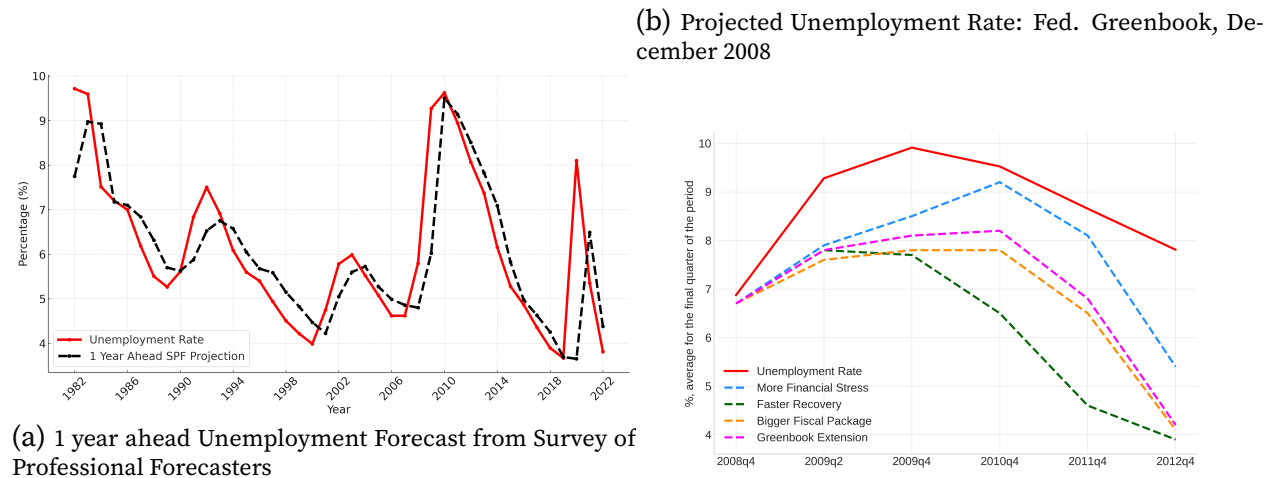 10
9
8
7
6
5
4
Percentage (%)
Unemployment Rate
1 Year Ahead SPF Projection
1982
1986
1990
1994
1998
2002
2006
2010
2014
2018
2022
Year
(a) 1 year ahead Unemployment Forecast from Survey of
Professional Forecasters
(b) Projected Unemployment Rate: Fed. Greenbook, De-
cember 2008
10
9
8
7
6
5
4
%, average for the final quarter of the period
Unemployment Rate
More Financial Stress
Faster Recovery
Bigger Fiscal Package
Greenbook Extension
2008q4
2009q2
2009q4
2010q4
2011q4
2012q4